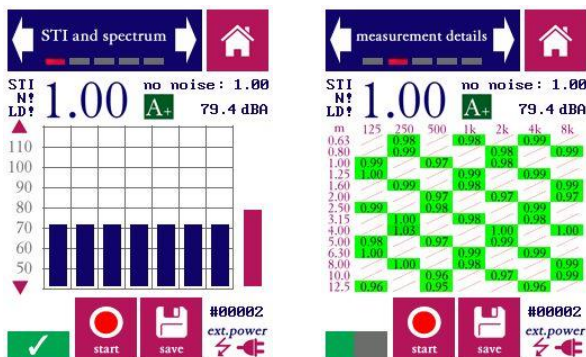 STI and spectrum
STI
N!
LD!
1.00
no noise: 1.00
A+
79.4 dBA
110
100
90
80
70
60
50
start
save
#00002
ext.power
measurement details
STI
N!
LD!
1.00
no noise: 1.00
A+
79.4 dBA
m 125 250 500 1k 2k 4k 8k
0.63 0.98 0.98 0.99
0.80 0.99 0.98 0.99
1.00 0.99 0.97 0.98
1.25 1.00 0.99 0.99
1.60 0.99 0.98 0.99
2.00 0.98 0.97 0.97
2.50 0.99 0.98 0.99
3.15 1.00 0.98 0.98
4.00 1.03 1.00 1.00
5.00 0.98 0.97 0.99
6.30 1.00 0.99 0.99
8.00 1.00 0.98 0.99
10.0 0.96 0.97 0.99
12.5 0.96 0.95 0.96
start
save
#00002
ext.power